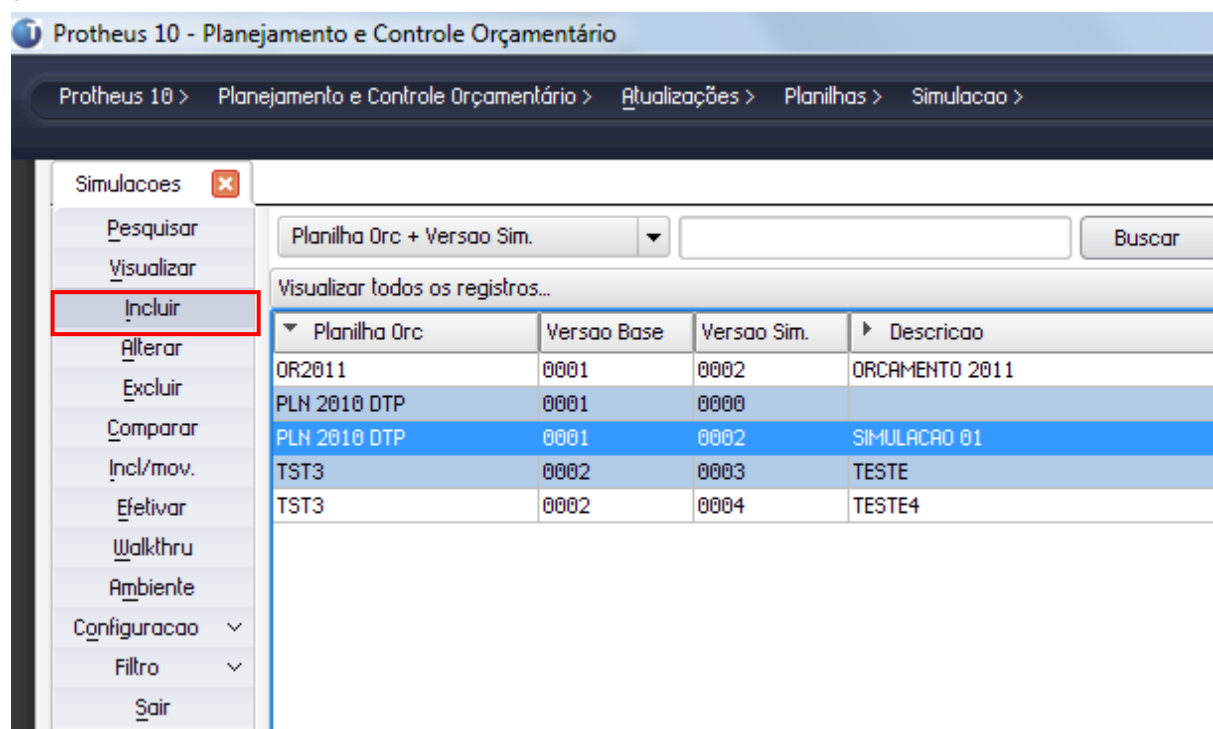 Protheus 10 - Planejamento e Controle Orçamentário
Protheus 10 > Planejamento e Controle Orçamentário > Atualizações > Planilhas > Simulacao >
Simulacoes
Pesquisar
Visualizar
Incluir
Alterar
Excluir
Comparar
Incl/mov.
Efetivar
Walkthru
Ambiente
Configuracao
Filtro
Sair
Planilha Orc + Versao Sim. Buscar
Visualizar todos os registros...
Planilha Orc Versao Base Versao Sim. Descricao
OR2011 0001 0002 ORCAMENTO 2011
PLN 2010 DTP 0001 0000
PLN 2010 DTP 0001 0002 SIMULACAO 01
TST3 0002 0003 TESTE
TST3 0002 0004 TESTE4